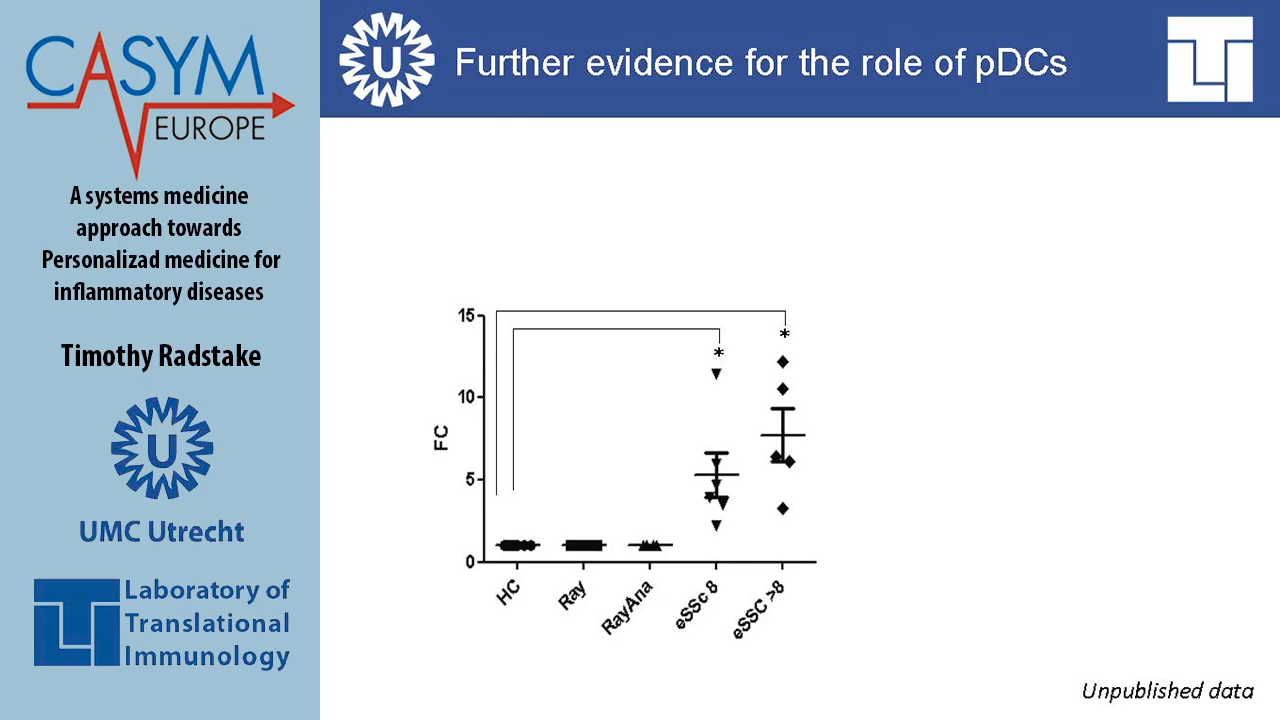 CASYM
EUROPE
A systems medicine
approach towards
Personalizad medicine for
inflammatory diseases
Timothy Radstake
U
UMC Utrecht
LTI
Laboratory of
Translational
Immunology
U
Further evidence for the role of pDCs
LTI
15
10
5
0
FC
*
*
HC
Ray
RayAna
eSSc 8
eSSC >8
Unpublished data